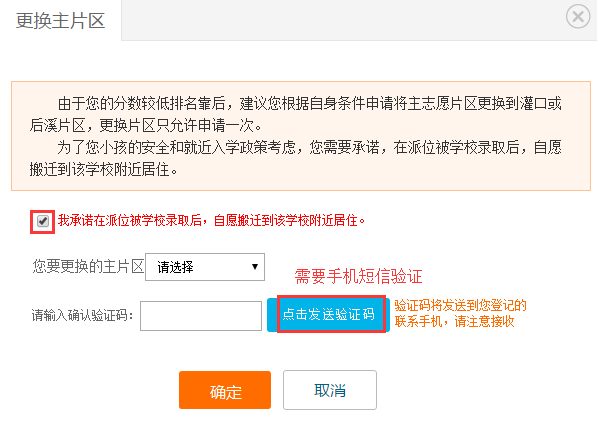 更换主片区
由于您的分数较低排名靠后，建议您根据自身条件申请将主志愿片区更换到灌口或
后溪片区，更换片区只允许申请一次。
为了您小孩的安全和就近入学政策考虑，您需要承诺，在派位被学校录取后，自愿
搬迁到该学校附近居住。
我承诺在派位被学校录取后，自愿搬迁到该学校附近居住。
您要更换的主片区 请选择
需要手机短信验证
请输入确认验证码： 点击发送验证码 验证码将发送到您登记的
联系手机，请注意接收
确定 取消